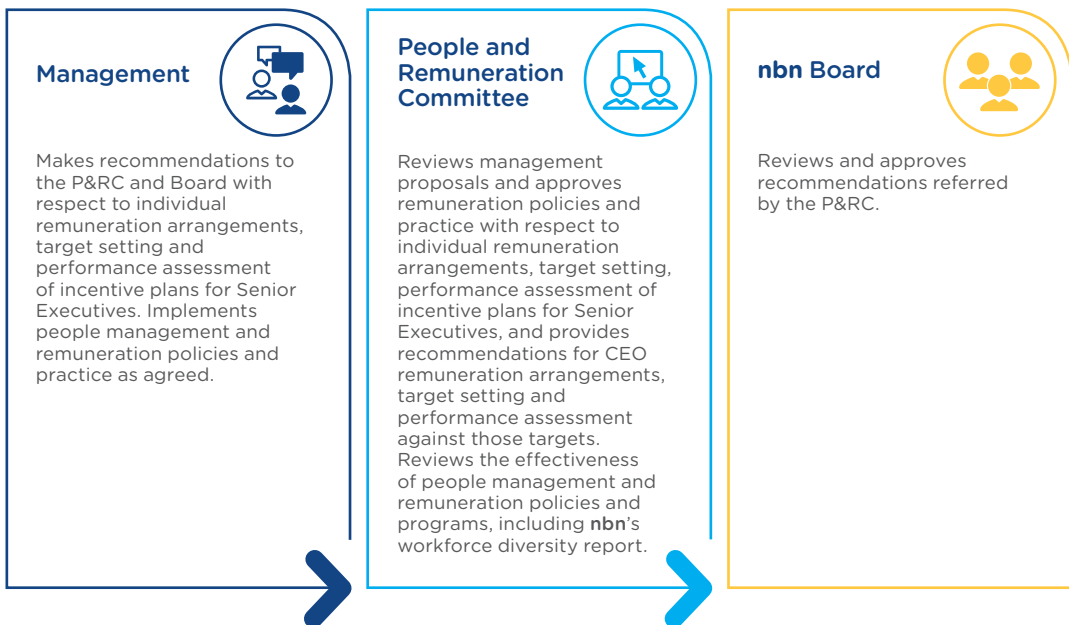 Management
Makes recommendations to
the P&RC and Board with
respect to individual
remuneration arrangements,
target setting and
performance assessment
of incentive plans for Senior
Executives. Implements
people management and
remuneration policies and
practice as agreed.
People and
Remuneration
Committee
Reviews management
proposals and approves
remuneration policies and
practice with respect to
individual remuneration
arrangements, target setting,
performance assessment of
incentive plans for Senior
Executives, and provides
recommendations for CEO
remuneration arrangements,
target setting and
performance assessment
against those targets.
Reviews the effectiveness
of people management and
remuneration policies and
programs, including nbn's
workforce diversity report.
nbn Board
Reviews and approves
recommendations referred
by the P&RC.